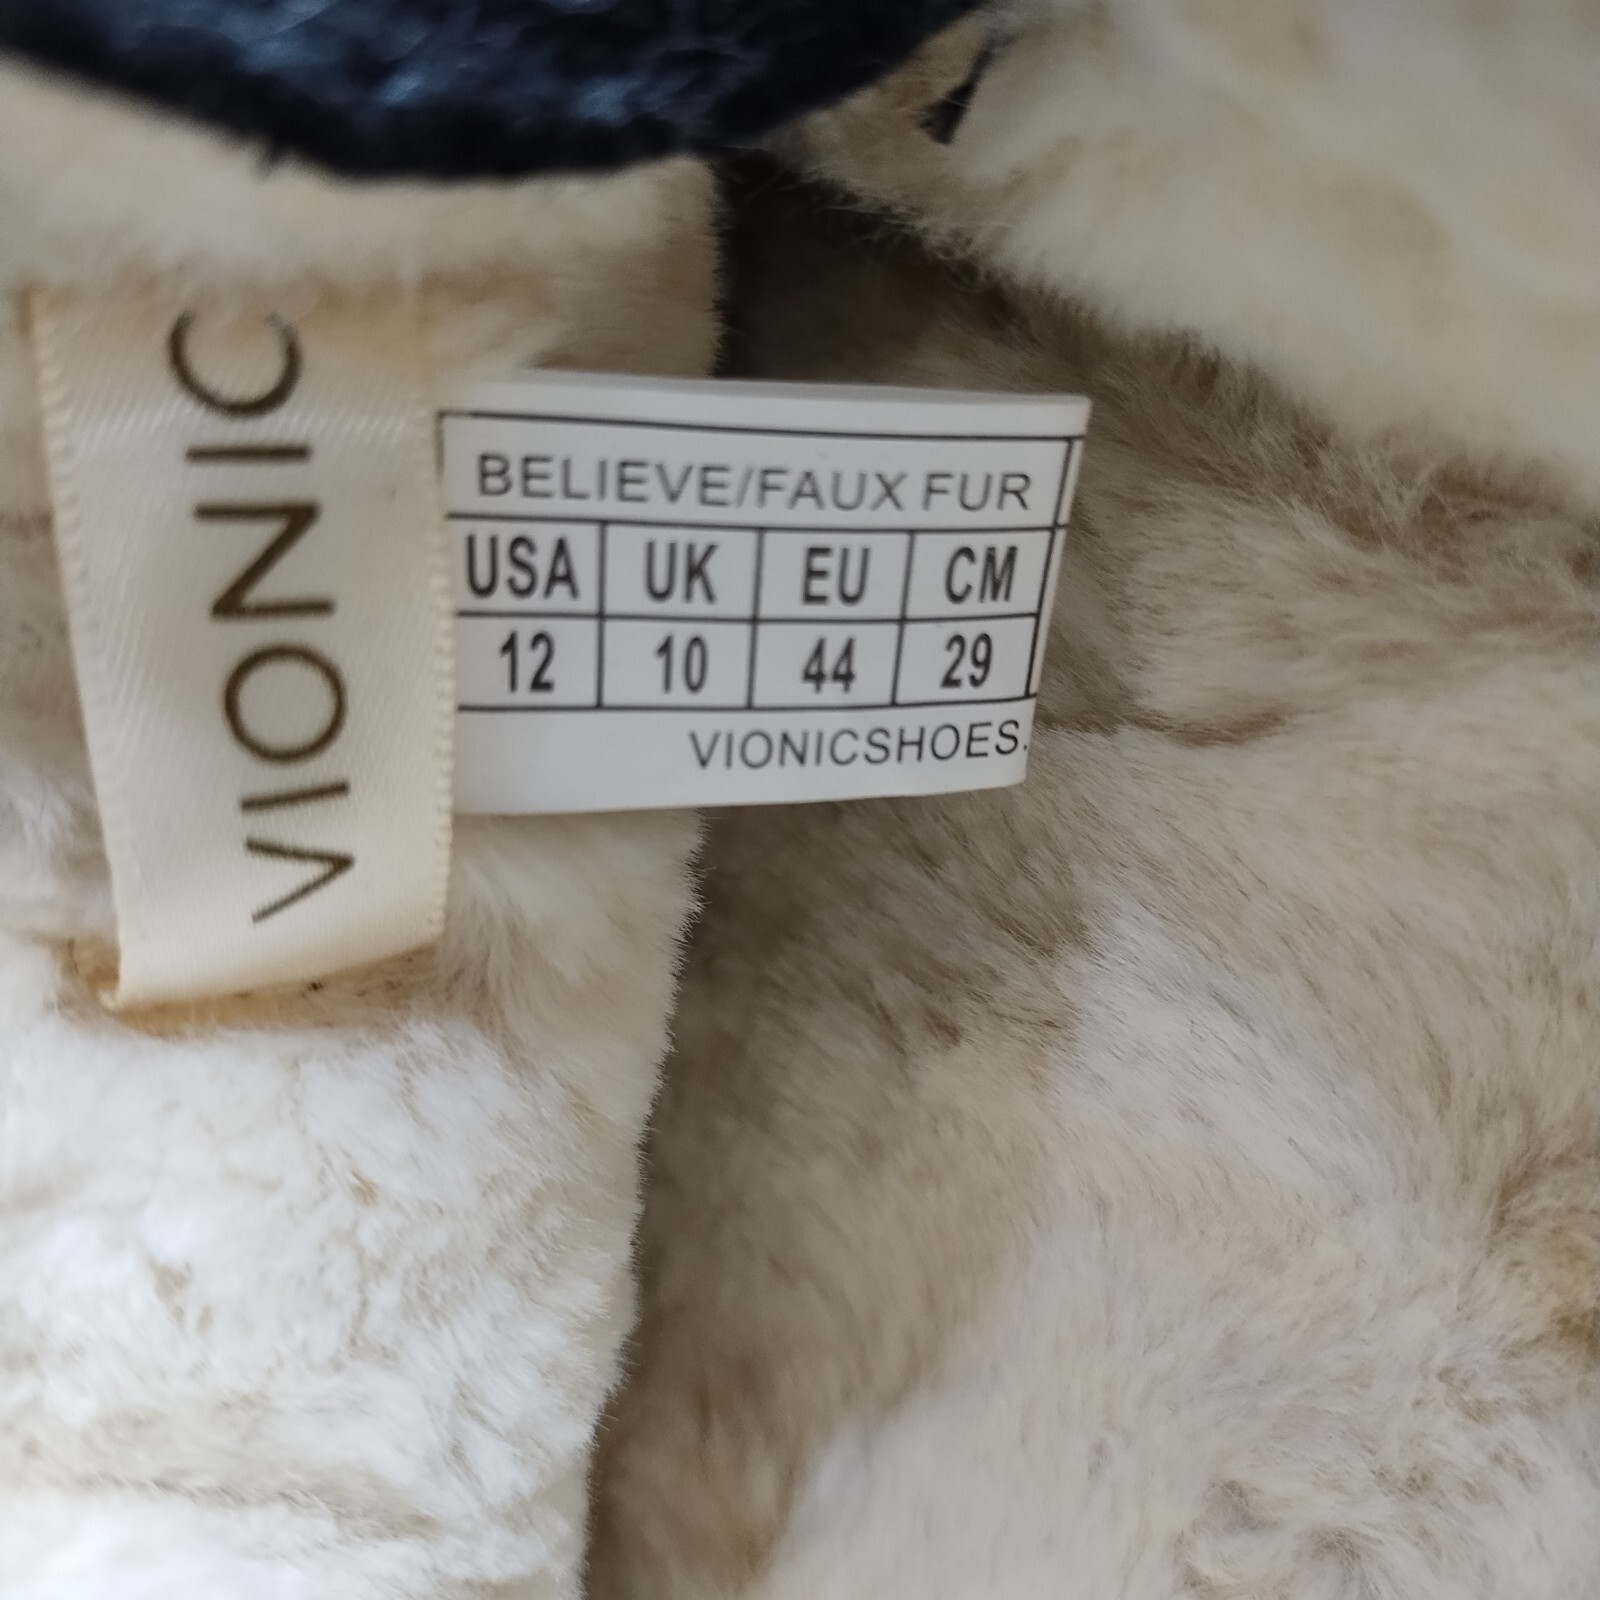 VIONIC
BELIEVE/FAUX FUR
USA UK EU CM
12 10 44 29
VIONICSHOES.